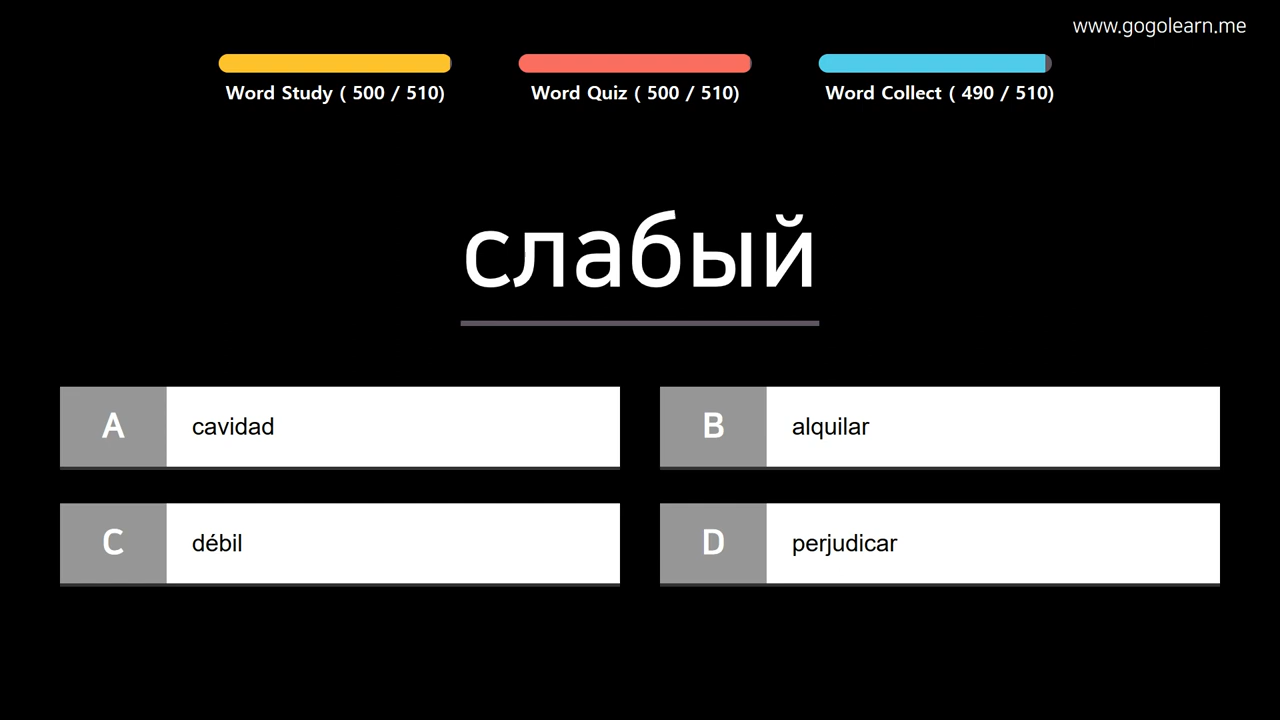 www.gogolearn.me
Word Study ( 500 / 510)
Word Quiz ( 500 / 510)
Word Collect ( 490 / 510)
слабый
A cavidad
B alquilar
C débil
D perjudicar